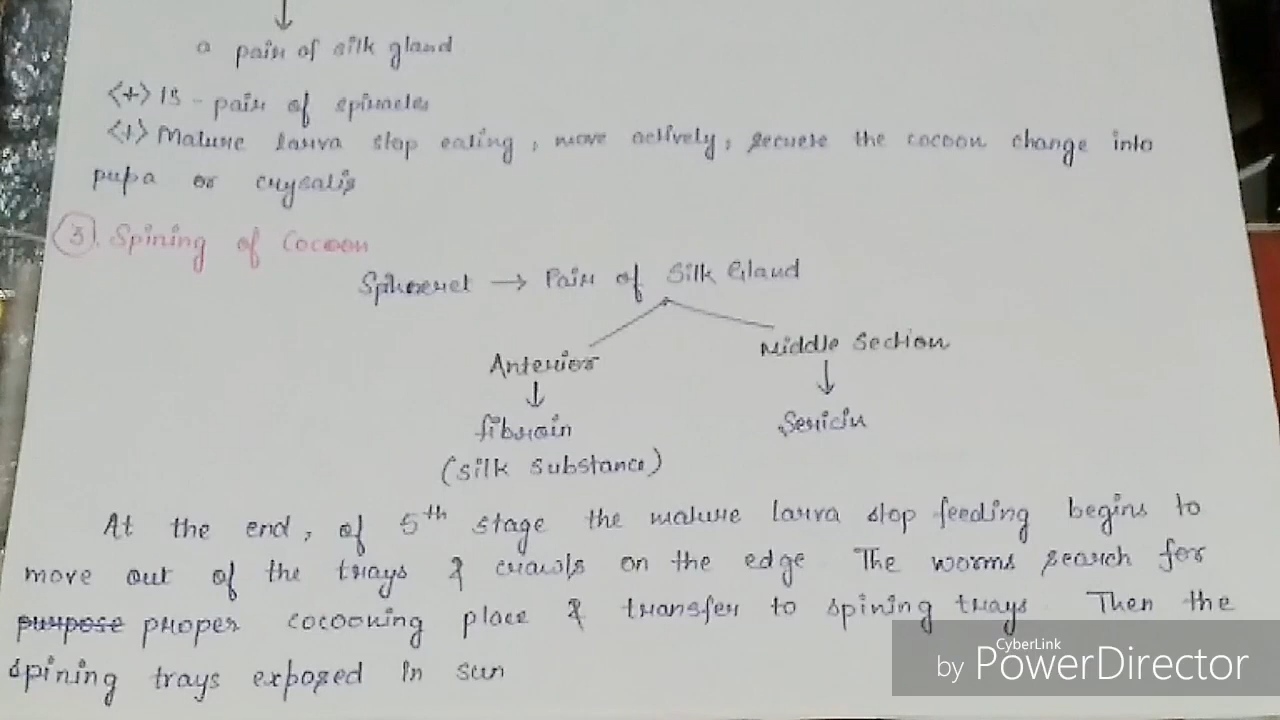 a pair of silk gland
<+> 13 - pair of spiracles
<+> Mature larva stop eating, move actively, secrete the cocoon change into
pupa or crysalis
(3). Spining of Cocoon
Spinneret → Pair of Silk Gland
Anterior Middle Section
↓ ↓
fibroin Sericin
(silk substance)
At the end, of 5th stage the mature larva stop feeding begins to
move out of the trays & crawls on the edge The worms search for
purpose proper cocooning place & transfer to spining trays. Then the
spining trays exposed in sun
CyberLink
by PowerDirector